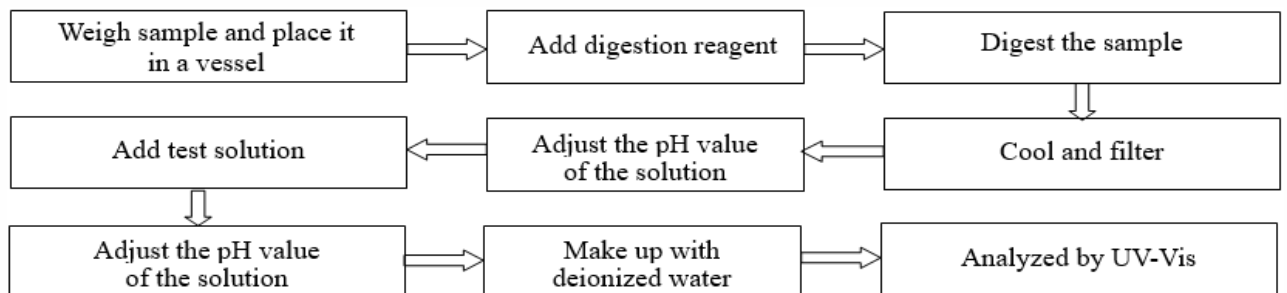 Weigh sample and place it
in a vessel
Add digestion reagent
Digest the sample
Cool and filter
Adjust the pH value
of the solution
Add test solution
Adjust the pH value
of the solution
Make up with
deionized water
Analyzed by UV-Vis